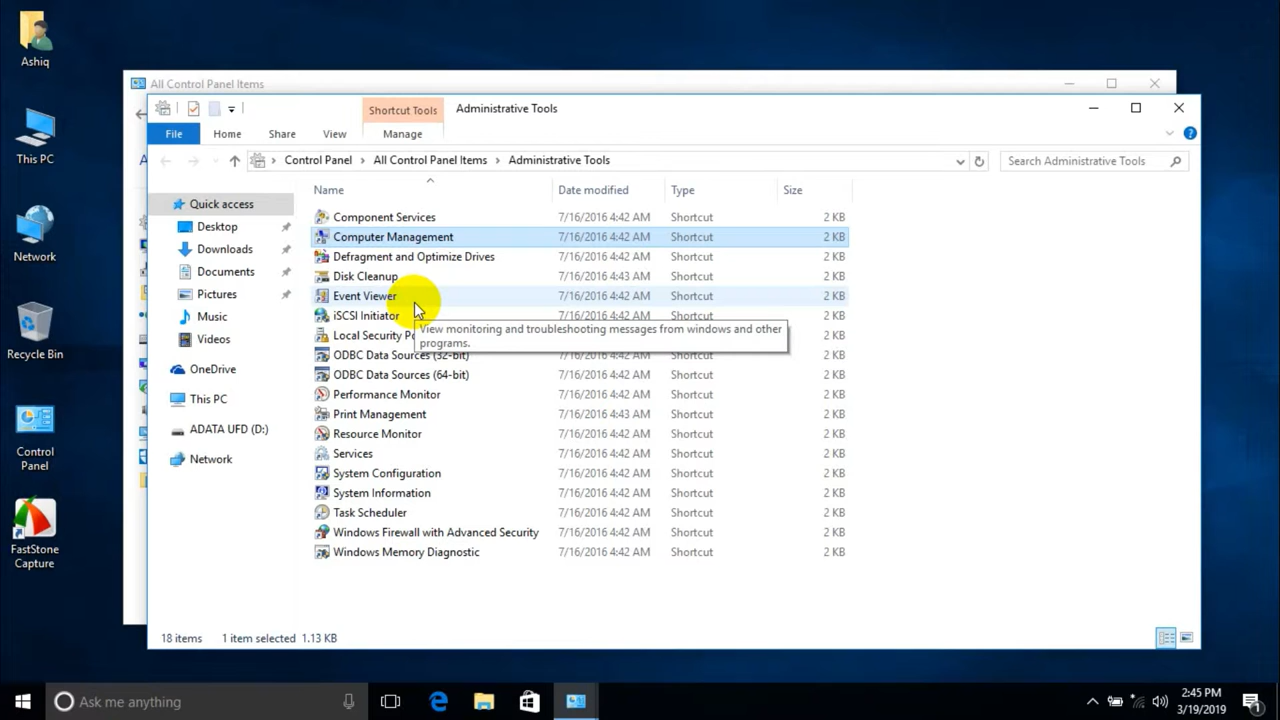 Ashiq
This PC
Network
Recycle Bin
Control
Panel
FastStone
Capture
All Control Panel Items
Shortcut Tools
Administrative Tools
File
Home
Share
View
Manage
Control Panel > All Control Panel Items > Administrative Tools
Search Administrative Tools
Quick access
Desktop
Downloads
Documents
Pictures
Music
Videos
OneDrive
This PC
ADATA UFD (D:)
Network
Name Date modified Type Size
Component Services 7/16/2016 4:42 AM Shortcut 2 KB
Computer Management 7/16/2016 4:42 AM Shortcut 2 KB
Defragment and Optimize Drives 7/16/2016 4:42 AM Shortcut 2 KB
Disk Cleanup 7/16/2016 4:43 AM Shortcut 2 KB
Event Viewer 7/16/2016 4:42 AM Shortcut 2 KB
iSCSI Initiator 7/16/2016 4:42 AM Shortcut 2 KB
View monitoring and troubleshooting messages from windows and other
programs.
Local Security Shortcut 2 KB
ODBC Data Sources (32-bit) 7/16/2016 4:42 AM Shortcut 2 KB
ODBC Data Sources (64-bit) 7/16/2016 4:42 AM Shortcut 2 KB
Performance Monitor 7/16/2016 4:42 AM Shortcut 2 KB
Print Management 7/16/2016 4:43 AM Shortcut 2 KB
Resource Monitor 7/16/2016 4:42 AM Shortcut 2 KB
Services 7/16/2016 4:42 AM Shortcut 2 KB
System Configuration 7/16/2016 4:42 AM Shortcut 2 KB
System Information 7/16/2016 4:42 AM Shortcut 2 KB
Task Scheduler 7/16/2016 4:42 AM Shortcut 2 KB
Windows Firewall with Advanced Security 7/16/2016 4:42 AM Shortcut 2 KB
Windows Memory Diagnostic 7/16/2016 4:42 AM Shortcut 2 KB
18 items 1 item selected 1.13 KB
Ask me anything
2:45 PM
3/19/2019
1